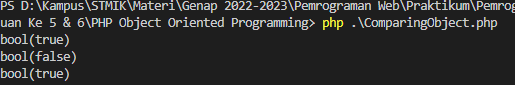 PS D:\Kampus\STMIK\Materi\Genap 2022-2023\Pemrograman Web\Praktikum\Pemrog
uan Ke 5 & 6\PHP Object Oriented Programming> php .\ComparingObject.php
bool(true)
bool(false)
bool(true)